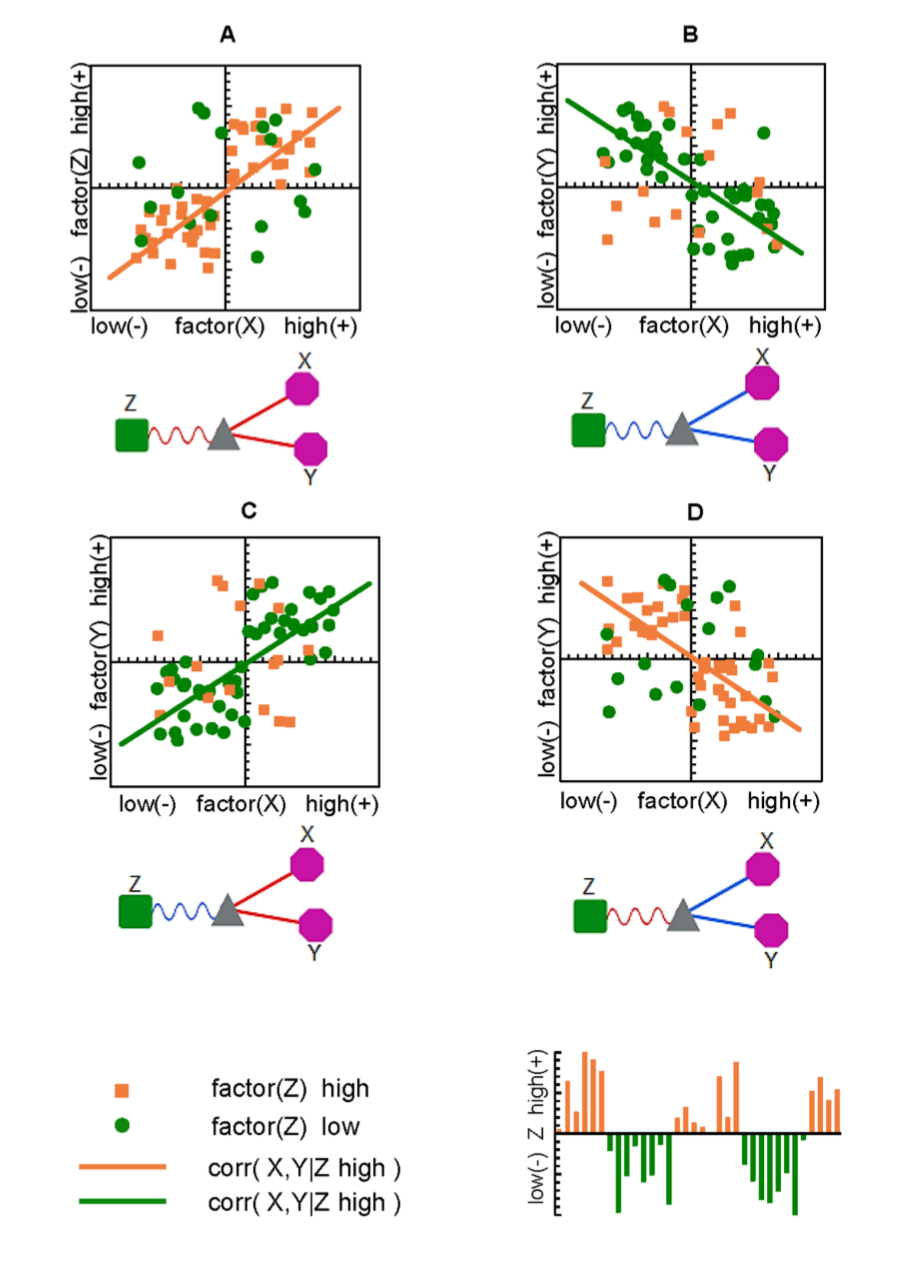 A
B
low(-) factor(Z) high(+)
low(-) factor(X) high(+)
low(-) factor(Y) high(+)
low(-) factor(X) high(+)
X
Z
Y
X
Z
Y
C
D
low(-) factor(Y) high(+)
low(-) factor(X) high(+)
low(-) factor(Y) high(+)
low(-) factor(X) high(+)
X
Z
Y
X
Z
Y
factor(Z) high
factor(Z) low
corr( X,Y|Z high )
corr( X,Y|Z high )
low(-) Z high(+)